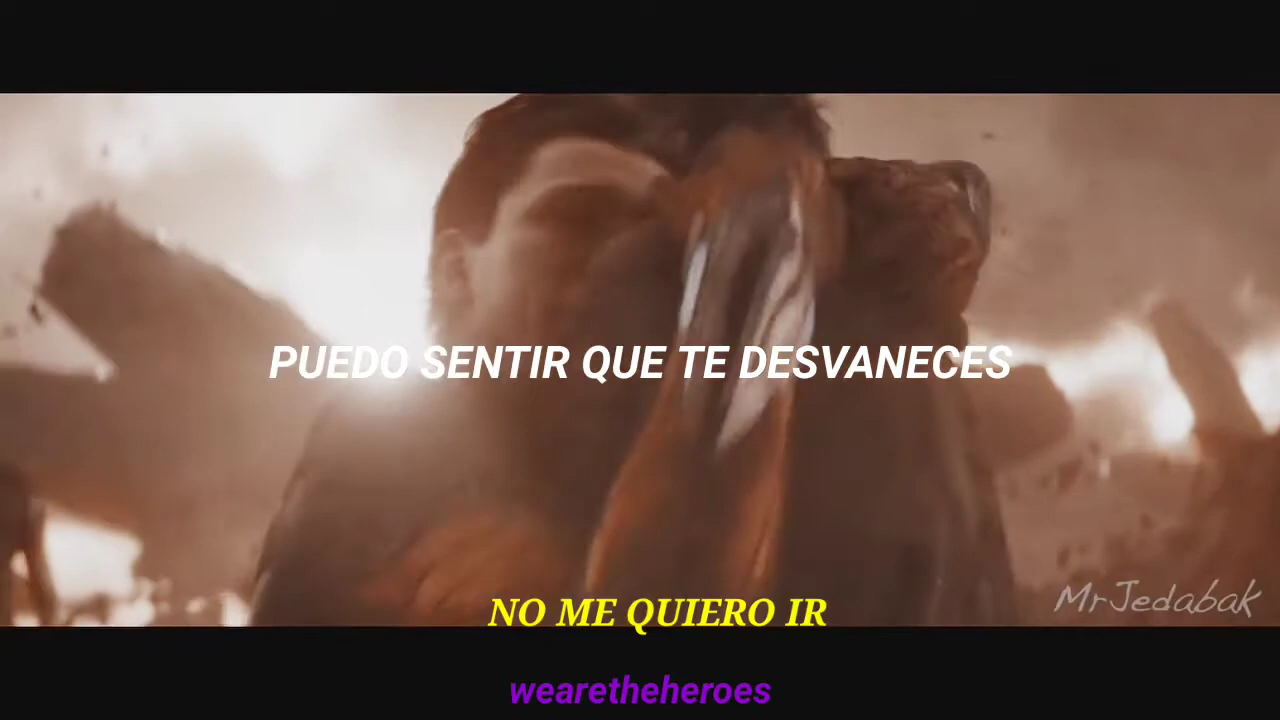 PUEDO SENTIR QUE TE DESVANECES
NO ME QUIERO IR
MrJedabak
wearetheheroes